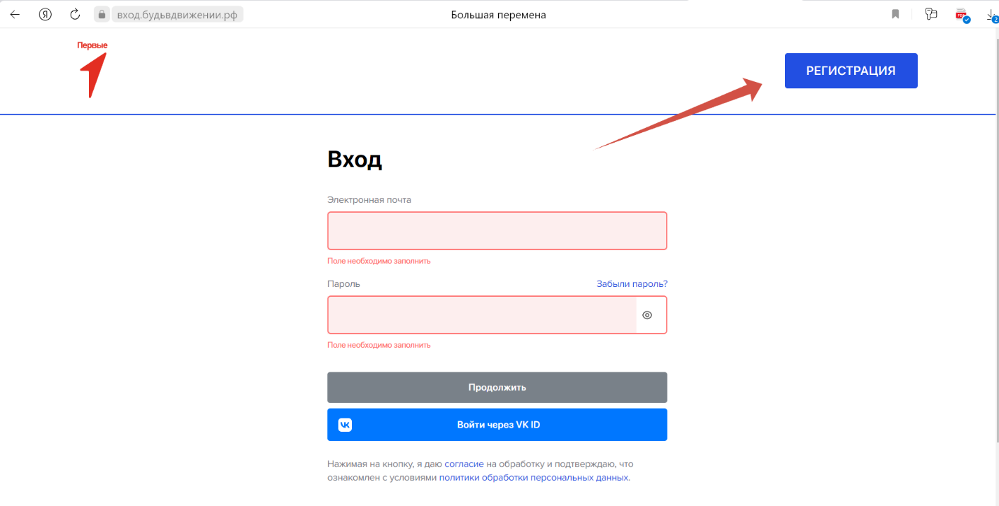 Я
вход.будьвдвижении.рф
Большая перемена
PDF
2
Первые
РЕГИСТРАЦИЯ
Вход
Электронная почта
Поле необходимо заполнить
Пароль
Забыли пароль?
Поле необходимо заполнить
Продолжить
Войти через VK ID
Нажимая на кнопку, я даю согласие на обработку и подтверждаю, что
ознакомлен с условиями политики обработки персональных данных.